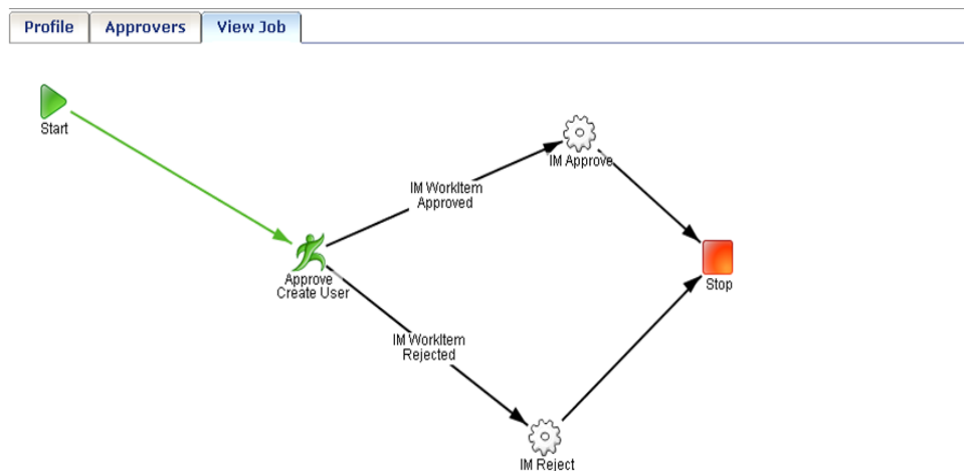 Profile
Approvers
View Job
Start
IM Approve
IM WorkItem
Approved
Approve
Create User
Stop
IM WorkItem
Rejected
IM Reject